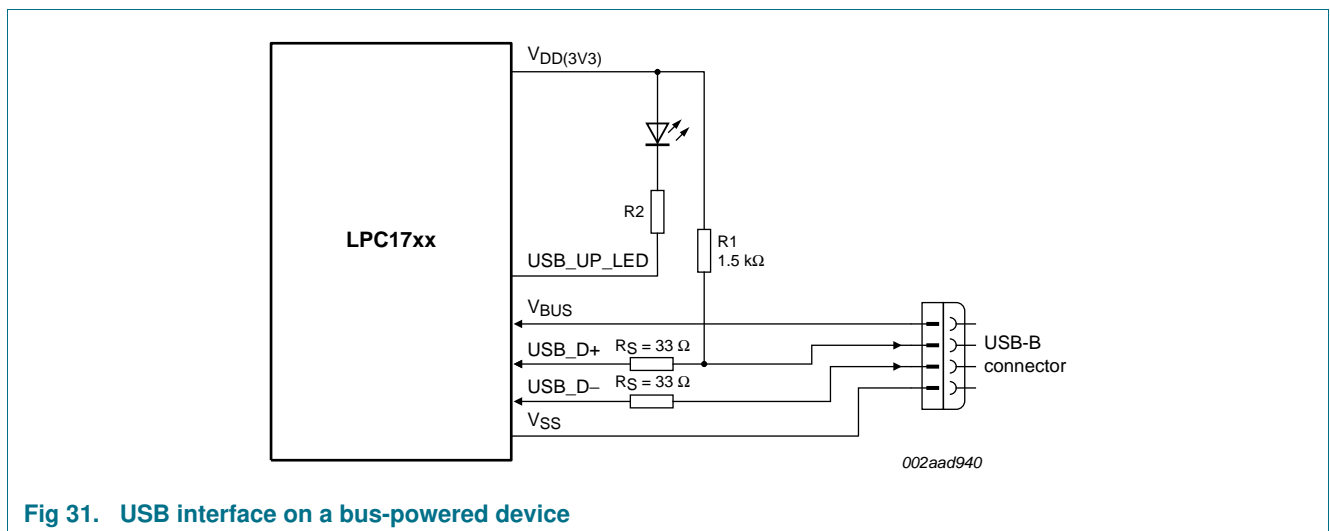 VDD(3V3)
R2
LPC17xx
R1
1.5 kΩ
USB_UP_LED
VBUS
USB_D+
RS = 33 Ω
USB_D−
RS = 33 Ω
VSS
USB-B
connector
002aad940
Fig 31. USB interface on a bus-powered device